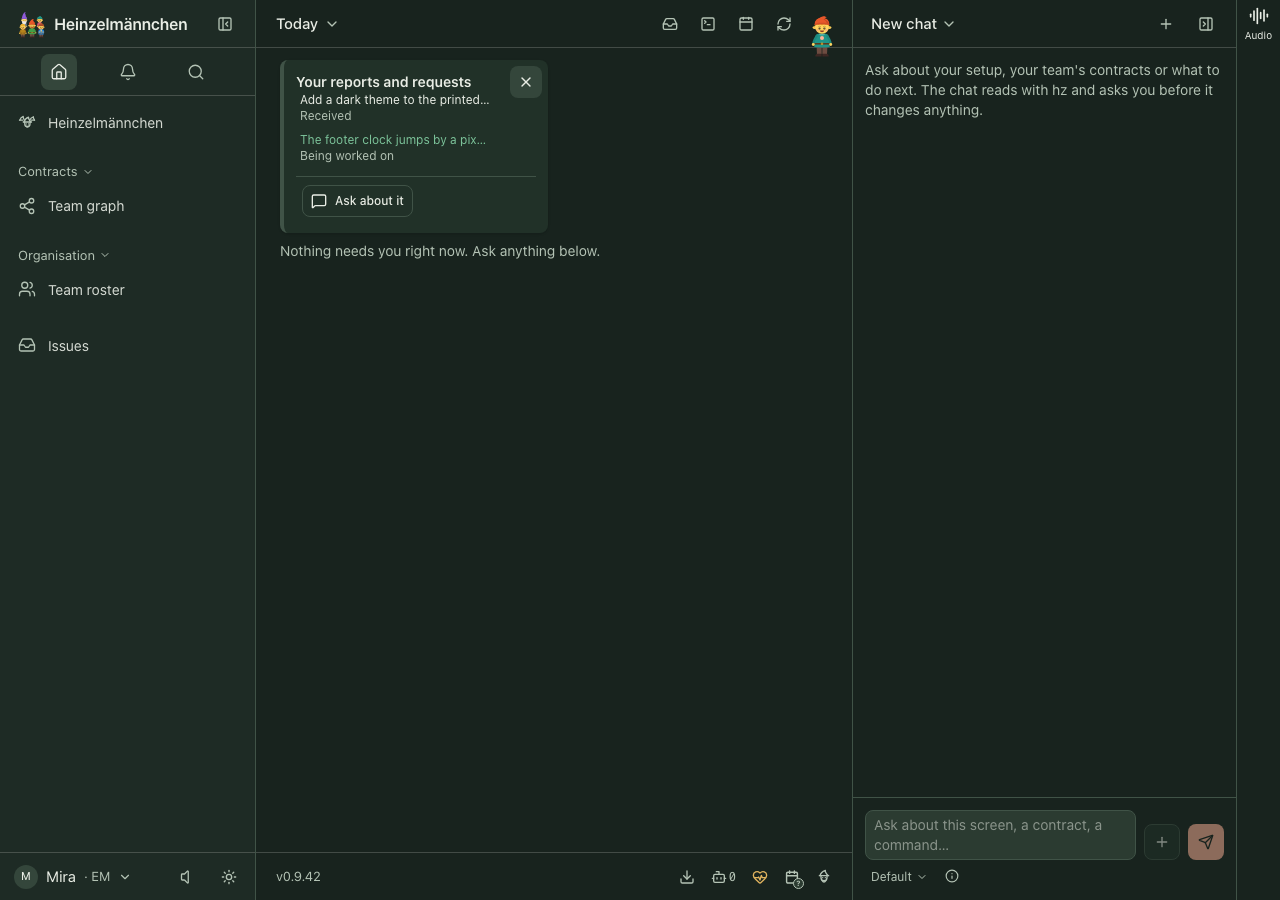 Heinzelmännchen
Heinzelmännchen
Contracts
Team graph
Organisation
Team roster
Issues
M Mira · EM
Today
Your reports and requests
Add a dark theme to the printed…
Received
The footer clock jumps by a pix…
Being worked on
Ask about it
Nothing needs you right now. Ask anything below.
v0.9.42
0
?
New chat
Ask about your setup, your team's contracts or what to
do next. The chat reads with hz and asks you before it
changes anything.
Ask about this screen, a contract, a
command…
Default
Audio